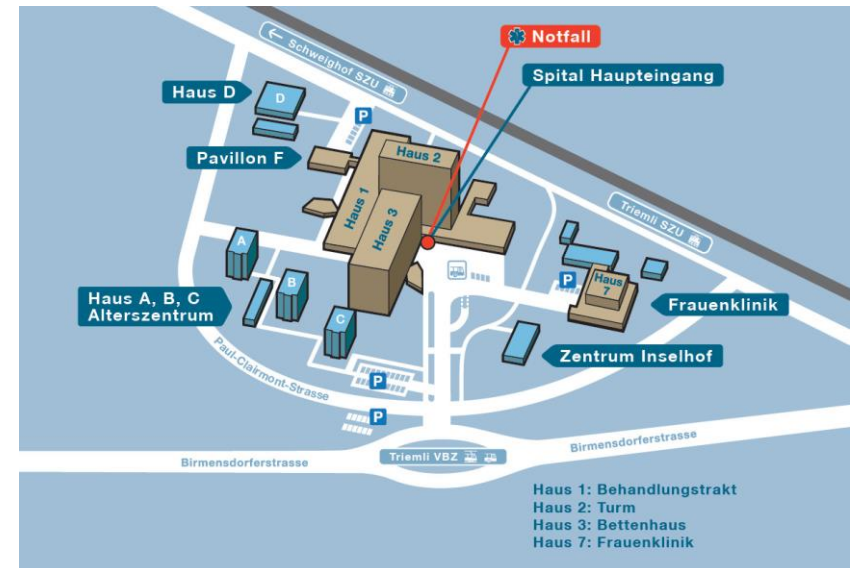 Notfall
Schweighof SZU
Spital Haupteingang
Haus D
D
P
Haus 2
Pavillon F
Haus 1
Haus 3
Triemli SZU
A
B
P
Haus
7
Haus A, B, C
Alterszentrum
Frauenklinik
C
Zentrum Inselhof
Paul-Clairmont-Strasse
P
P
Birmensdorferstrasse
Triemli VBZ
Birmensdorferstrasse
Haus 1: Behandlungstrakt
Haus 2: Turm
Haus 3: Bettenhaus
Haus 7: Frauenklinik